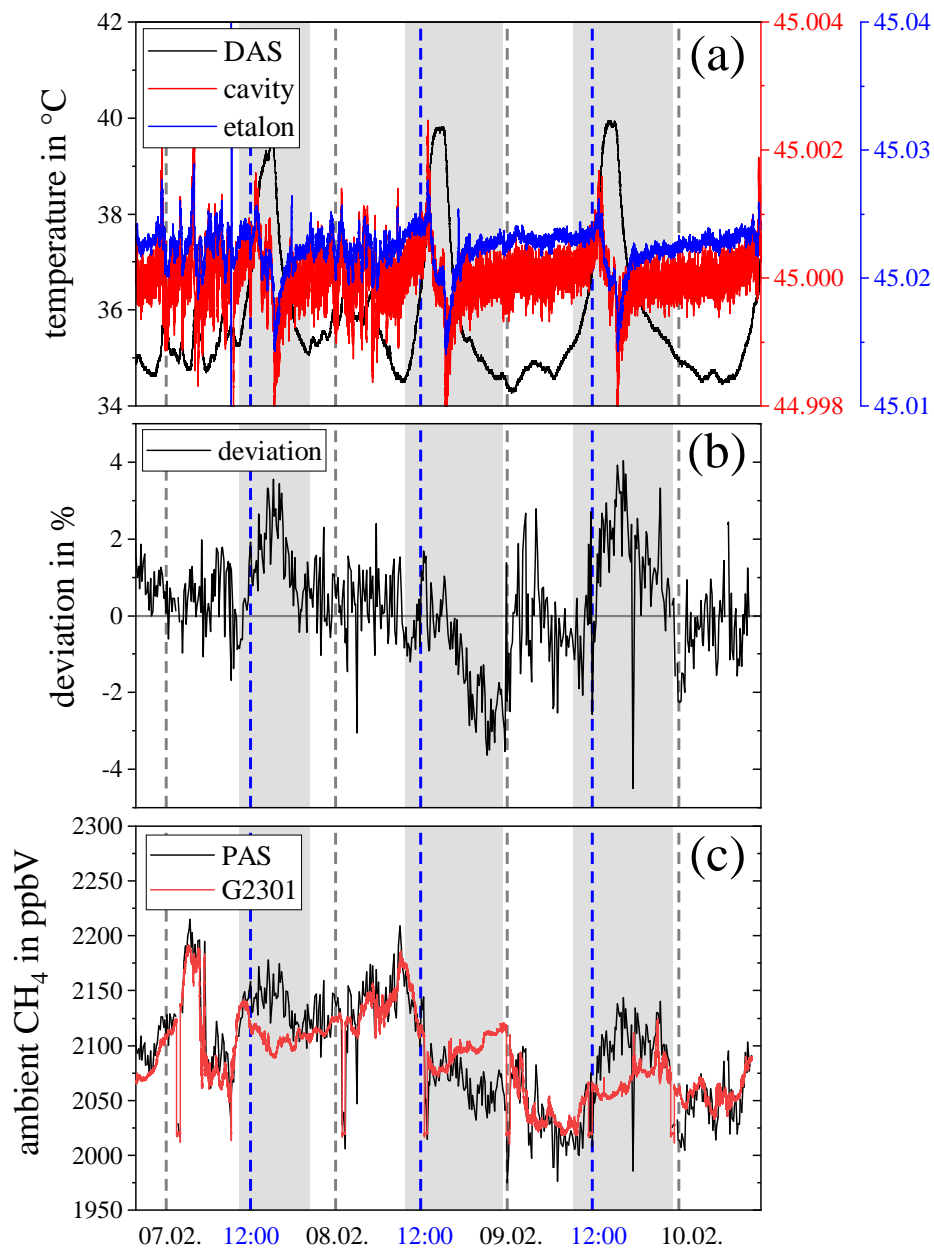 42
40
38
36
34
temperature in °C
DAS
cavity
etalon
(a)
45.004
45.002
45.000
44.998
45.04
45.03
45.02
45.01
4
2
0
-2
-4
deviation in %
deviation
(b)
2300
2250
2200
2150
2100
2050
2000
1950
ambient CH₄ in ppbV
PAS
G2301
(c)
07.02. 12:00 08.02. 12:00 09.02. 12:00 10.02.